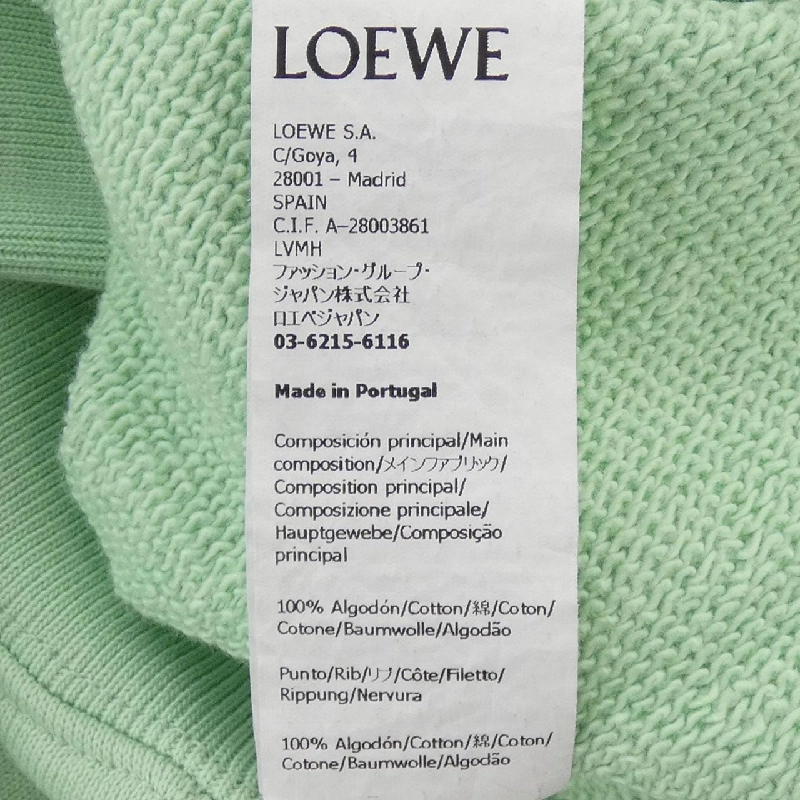 LOEWE
LOEWE S.A.
C/Goya, 4
28001 – Madrid
SPAIN
C.I.F. A–28003861
LVMH
ファッション・グループ・
ジャパン株式会社
ロエベジャパン
03-6215-6116
Made in Portugal
Composición principal/Main
composition/メインファブリック/
Composition principal/
Composizione principale/
Hauptgewebe/Composição
principal
100% Algodón/Cotton/綿/Coton/
Cotone/Baumwolle/Algodão
Punto/Rib/リブ/Côte/Filetto/
Rippung/Nervura
100% Algodón/Cotton/綿/Coton/
Cotone/Baumwolle/Algodão